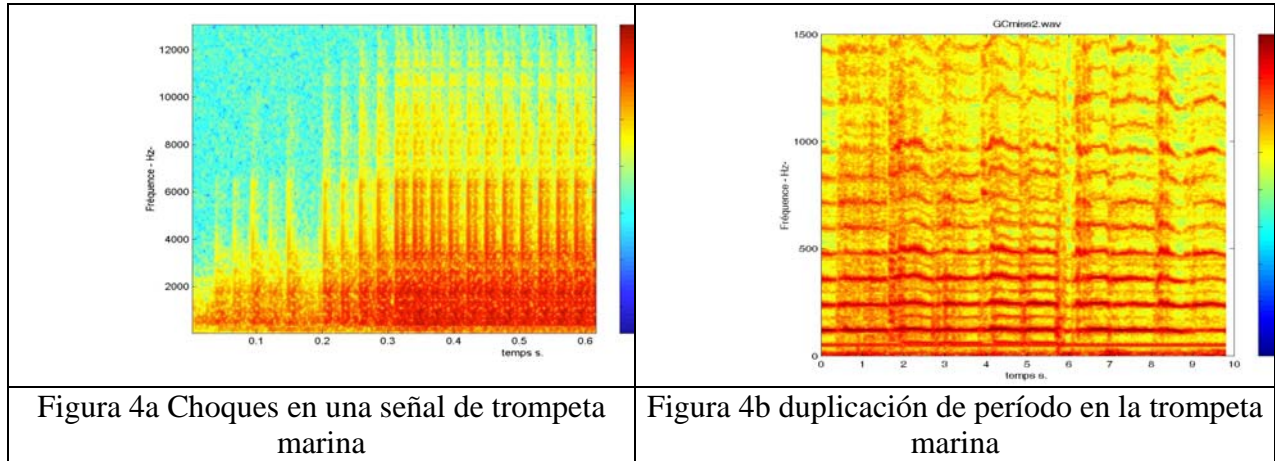 12000
10000
8000
6000
4000
2000
Fréquence - Hz-
0.1 0.2 0.3 0.4 0.5 0.6
temps s.
GCmiss2.wav
1500
1000
500
0
Fréquence - Hz-
0 1 2 3 4 5 6 7 8 9 10
temps s.
Figura 4a Choques en una señal de trompeta
marina
Figura 4b duplicación de período en la trompeta
marina